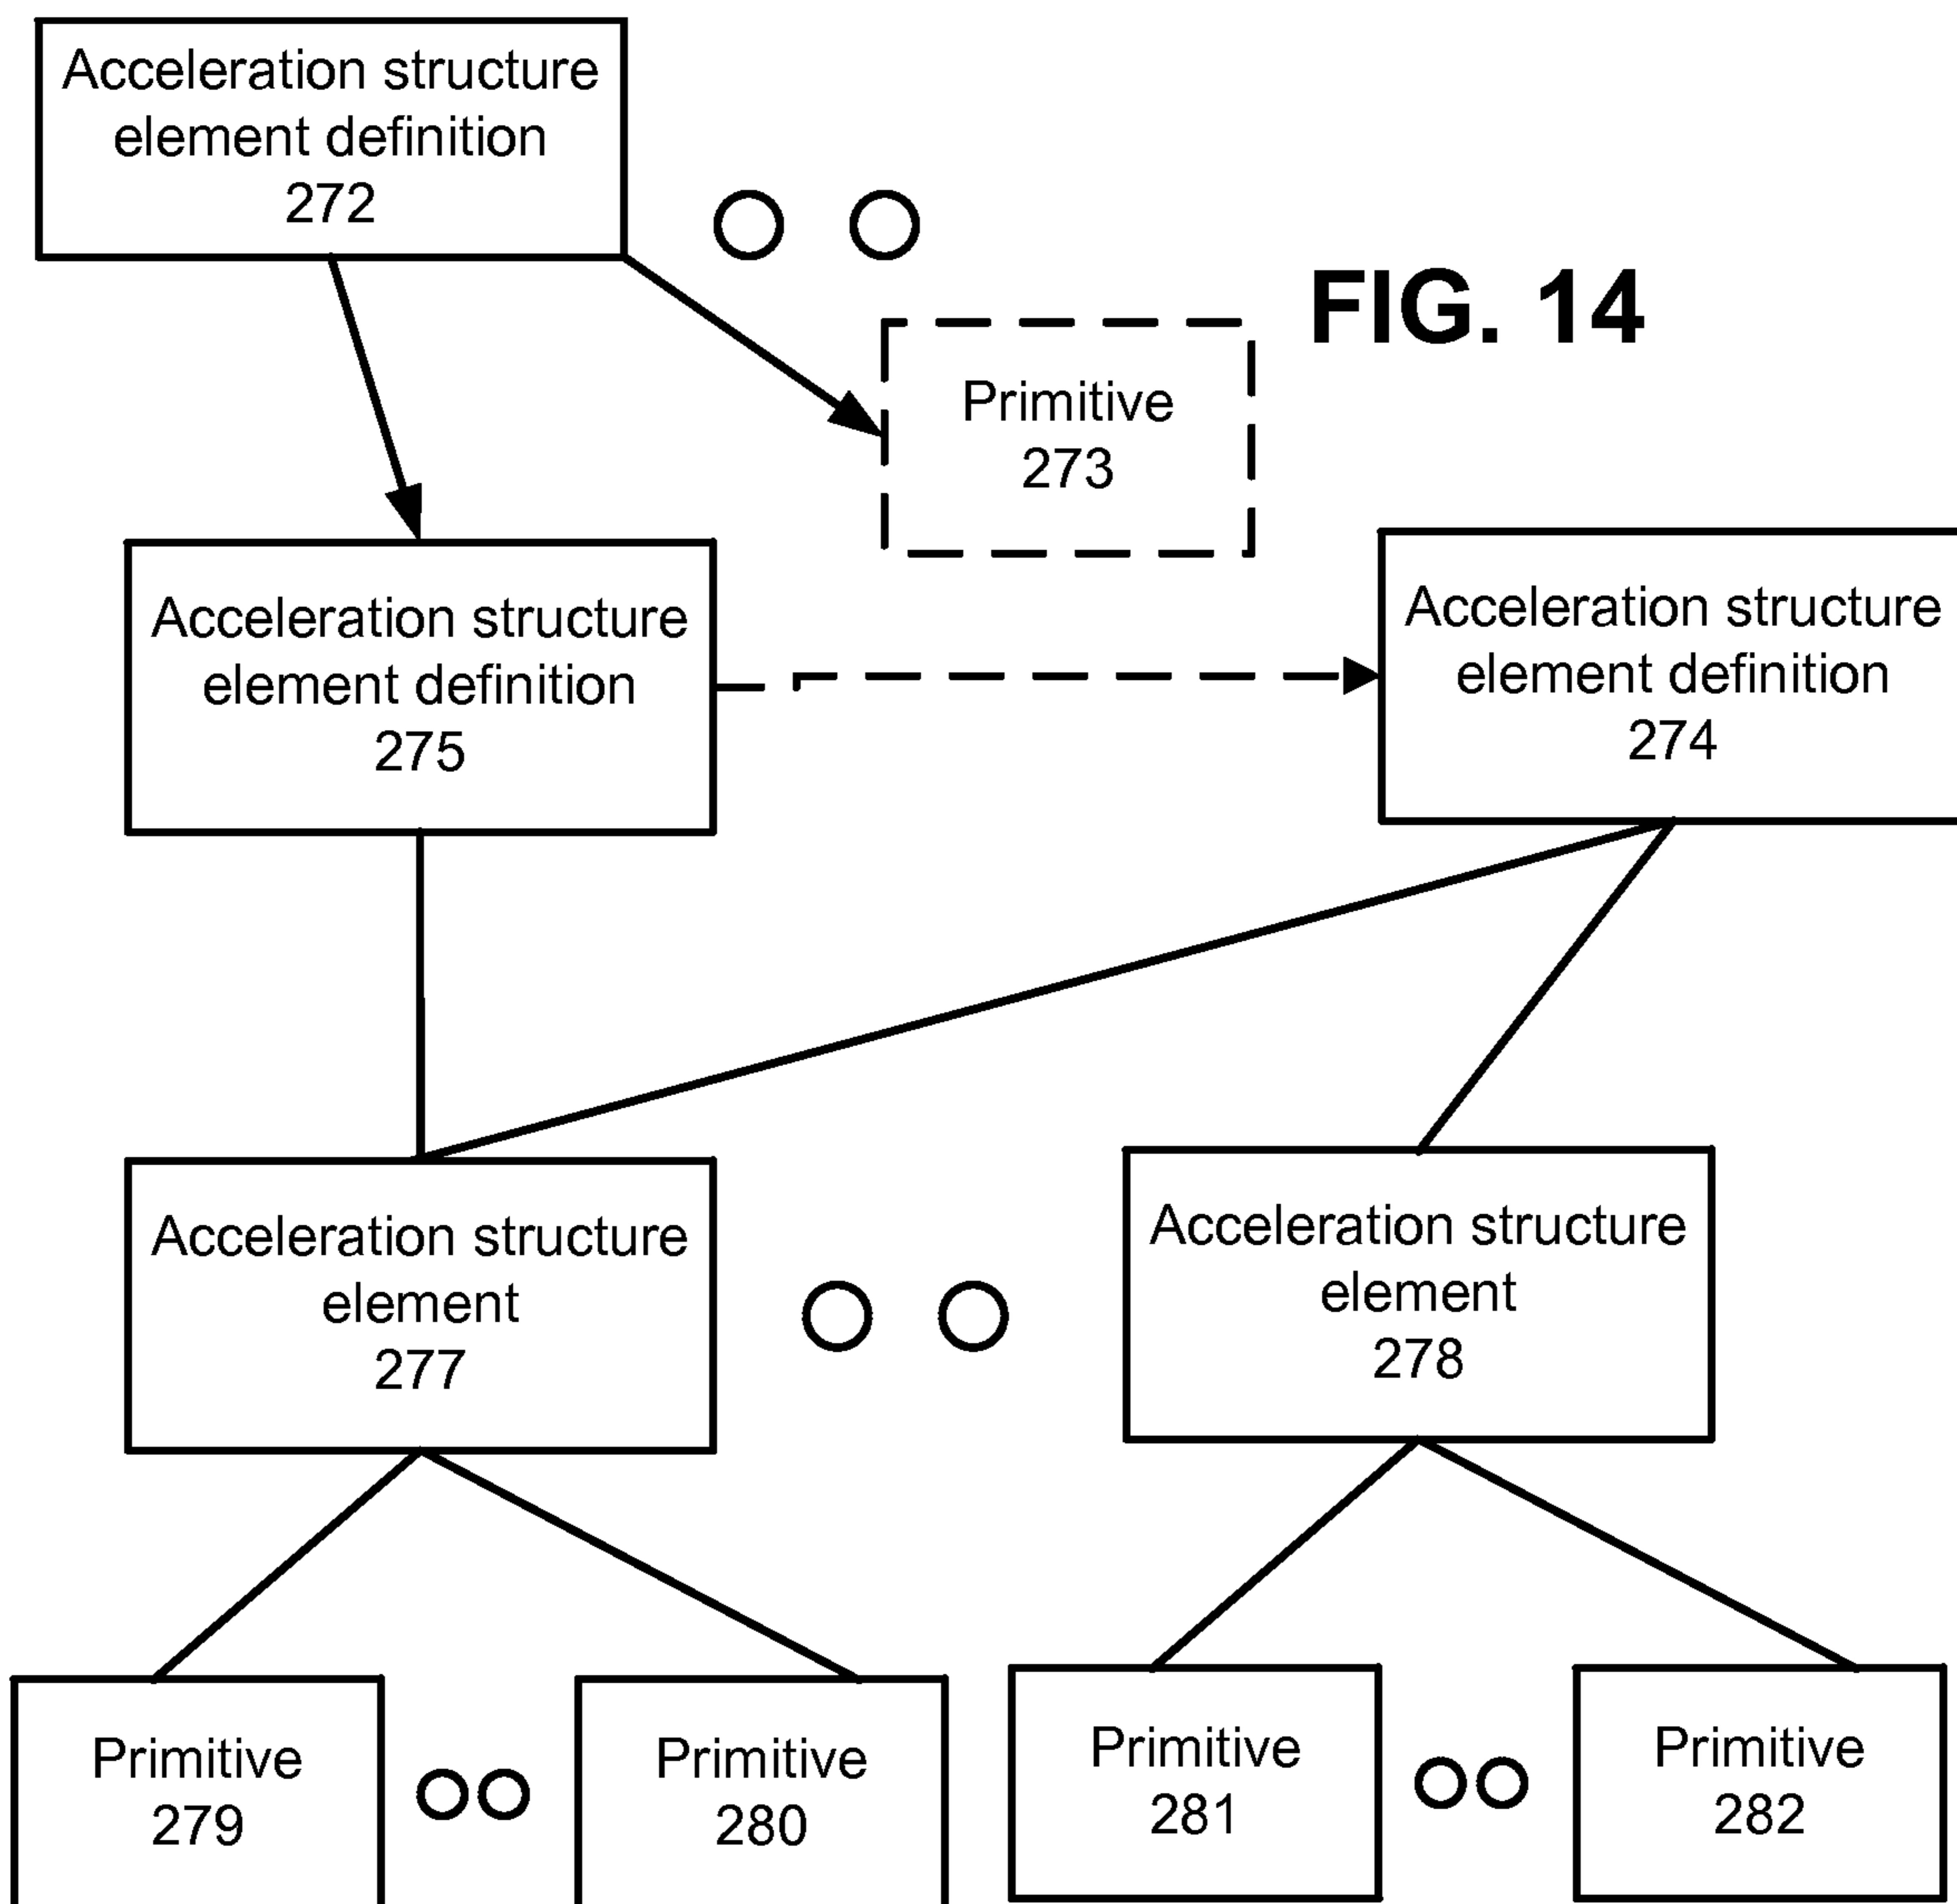 Acceleration structure
element definition
272
FIG. 14
Primitive
273
Acceleration structure
element definition
275
Acceleration structure
element definition
274
Acceleration structure
element
277
Acceleration structure
element
278
Primitive
279
Primitive
280
Primitive
281
Primitive
282